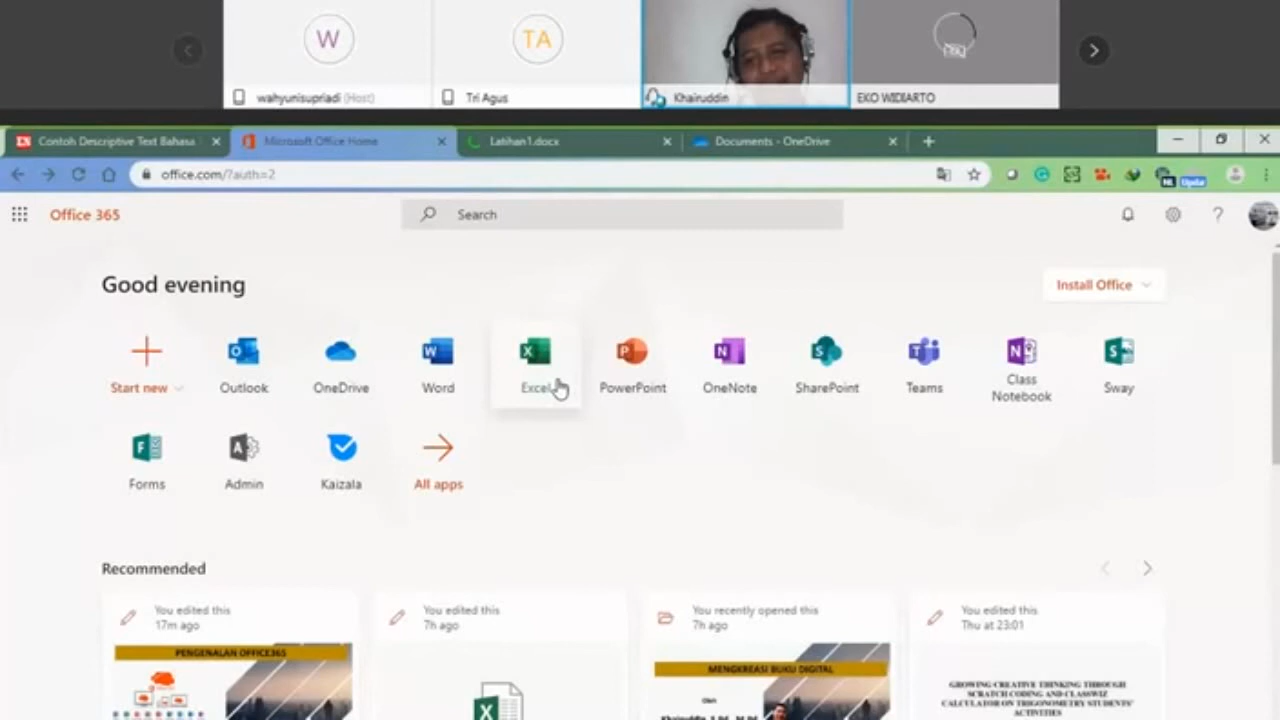 W
TA
wahyunisupriadi (Host)
Tri Agus
Khairuddin
EKO WIDIARTO
Contoh Descriptive Text Bahasa
Microsoft Office Home
Latihan1.docx
Documents - OneDrive
office.com/?auth=2
Office 365
Search
Good evening
Install Office
Start new
Outlook
OneDrive
Word
Excel
PowerPoint
OneNote
SharePoint
Teams
Class
Notebook
Sway
Forms
Admin
Kaizala
All apps
Recommended
You edited this
17m ago
You edited this
7h ago
You recently opened this
7h ago
You edited this
Thu at 23:01
PENGENALAN OFFICE365
MENGKREASI BUKU DIGITAL
Oleh
Khairuddin, S.Pd., M.Pd
GROWING CREATIVE THINKING THROUGH
SCRATCH CODING AND CLASSWIZ
CALCULATOR ON TRIGONOMETRY STUDENTS'
ACTIVITIES